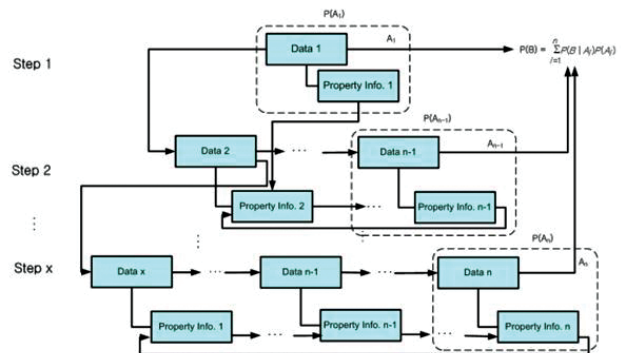 P(A₁)
Step 1
Data 1
A₁
P(B) = Σ P(B | Aⱼ)P(Aⱼ)
n
j=1
Property Info. 1
P(Aₙ₋₁)
Step 2
Data 2
...
Data n-1
Aₙ₋₁
Property Info. 2
...
Property Info. n-1
⋮
⋮
⋮
P(Aₙ)
Step x
Data x
...
Data n-1
...
Data n
Aₙ
Property Info. 1
...
Property Info. n-1
...
Property Info. n